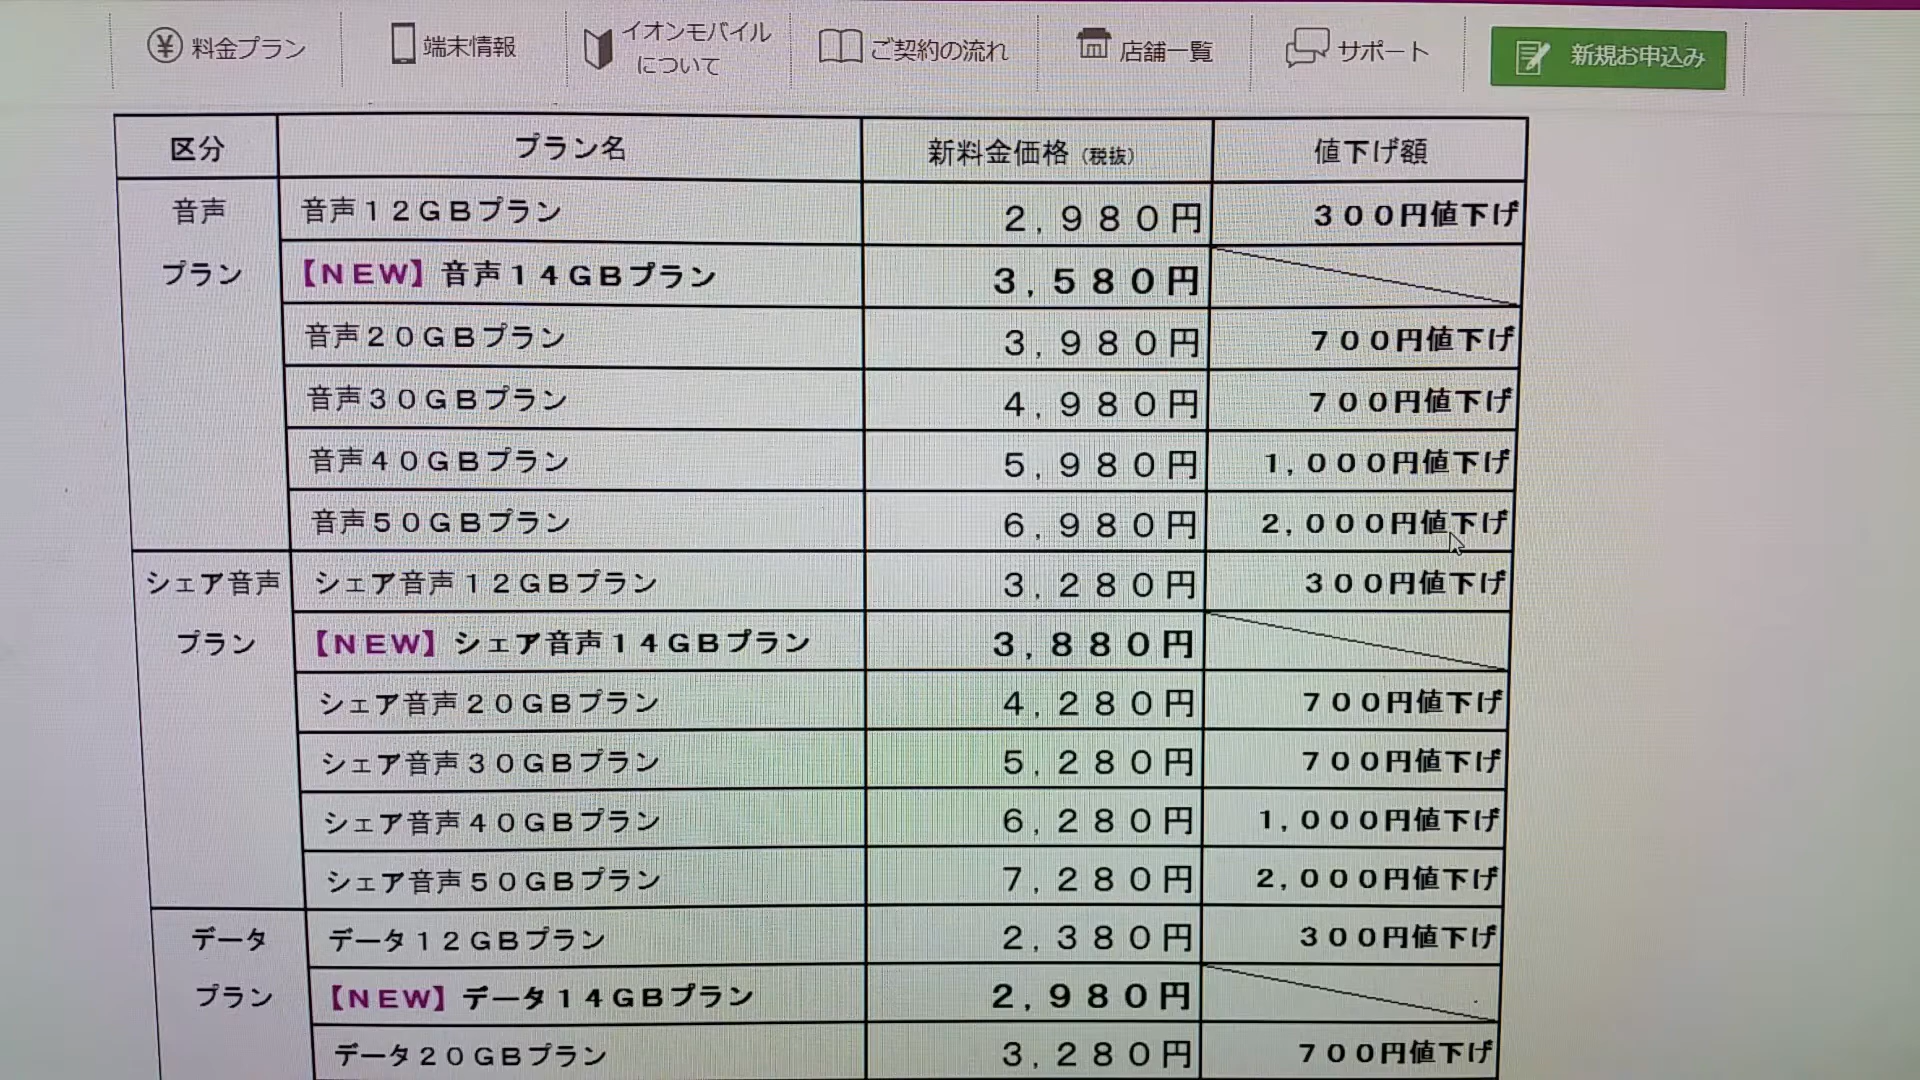 料金プラン
端末情報
イオンモバイル
について
ご契約の流れ
店舗一覧
サポート
新規お申込み
区分 プラン名 新料金価格（税抜） 値下げ額
音声 音声１２ＧＢプラン ２，９８０円 ３００円値下げ
プラン 【ＮＥＷ】音声１４ＧＢプラン ３，５８０円
音声２０ＧＢプラン ３，９８０円 ７００円値下げ
音声３０ＧＢプラン ４，９８０円 ７００円値下げ
音声４０ＧＢプラン ５，９８０円 １，０００円値下げ
音声５０ＧＢプラン ６，９８０円 ２，０００円値下げ
シェア音声 シェア音声１２ＧＢプラン ３，２８０円 ３００円値下げ
プラン 【ＮＥＷ】シェア音声１４ＧＢプラン ３，８８０円
シェア音声２０ＧＢプラン ４，２８０円 ７００円値下げ
シェア音声３０ＧＢプラン ５，２８０円 ７００円値下げ
シェア音声４０ＧＢプラン ６，２８０円 １，０００円値下げ
シェア音声５０ＧＢプラン ７，２８０円 ２，０００円値下げ
データ データ１２ＧＢプラン ２，３８０円 ３００円値下げ
プラン 【ＮＥＷ】データ１４ＧＢプラン ２，９８０円
データ２０ＧＢプラン ３，２８０円 ７００円値下げ